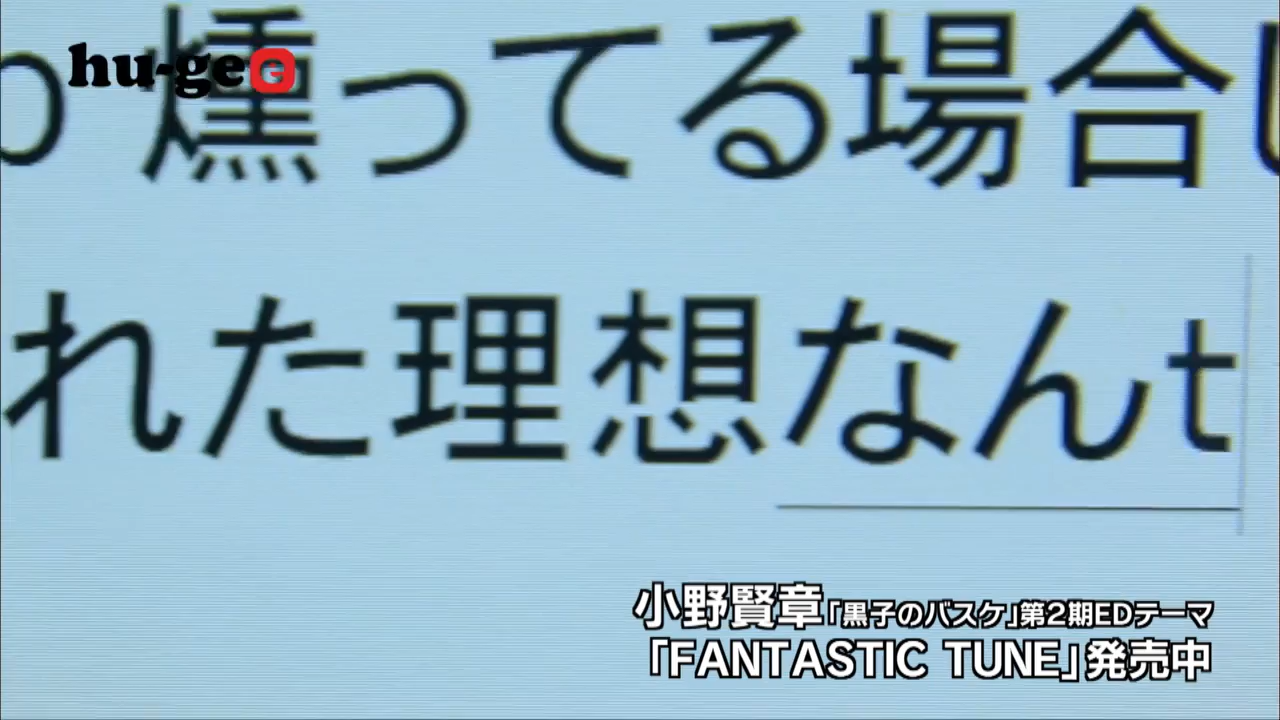 hu-ge G
っ燻ってる場合じ
れた理想なんt
小野賢章「黒子のバスケ」第2期EDテーマ
「FANTASTIC TUNE」発売中